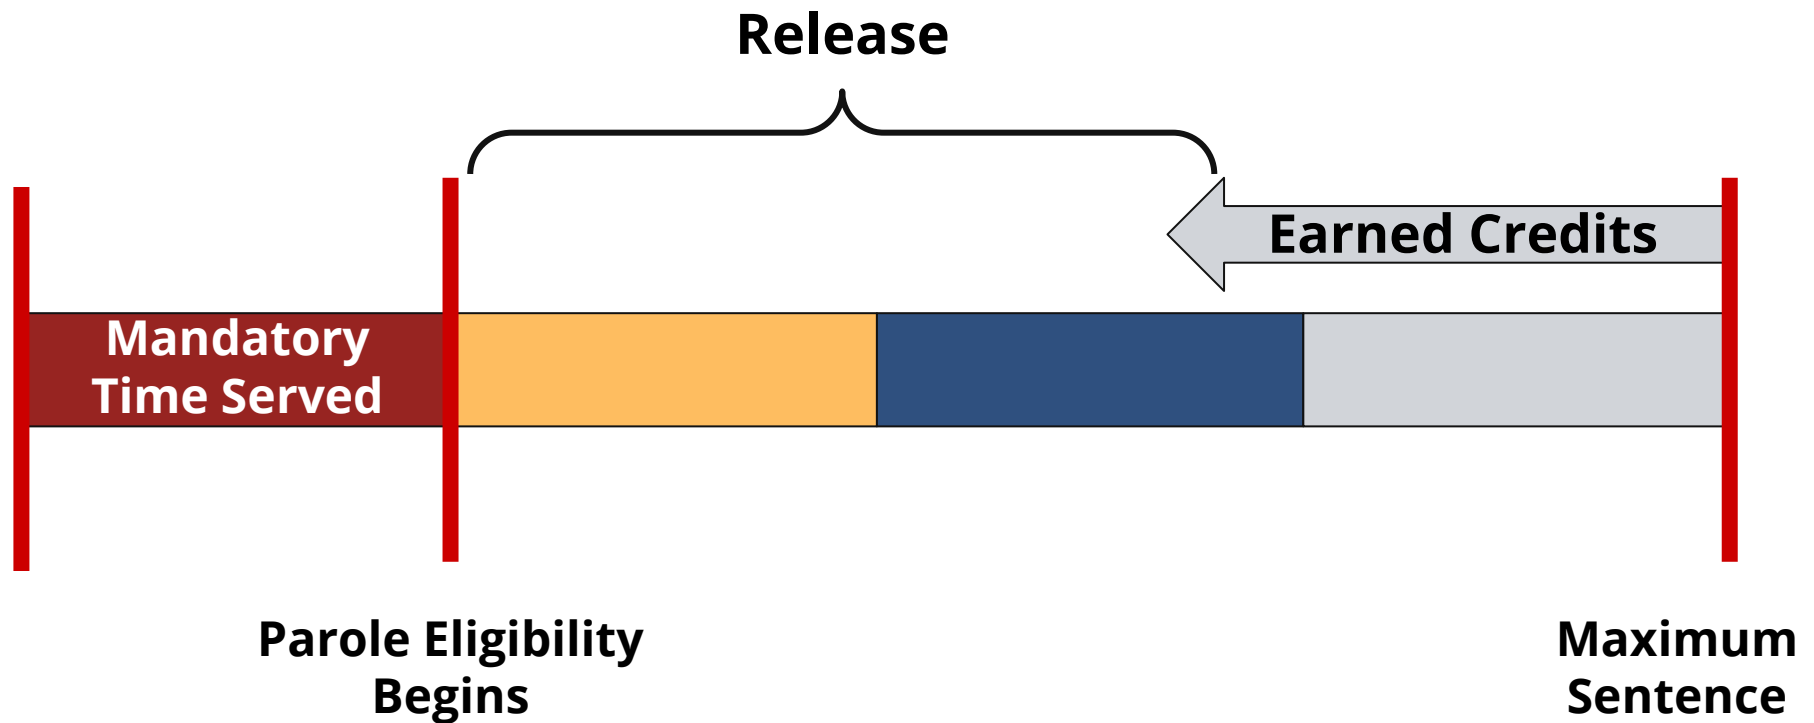 Release
Earned Credits
Mandatory
Time Served
Parole Eligibility
Begins
Maximum
Sentence